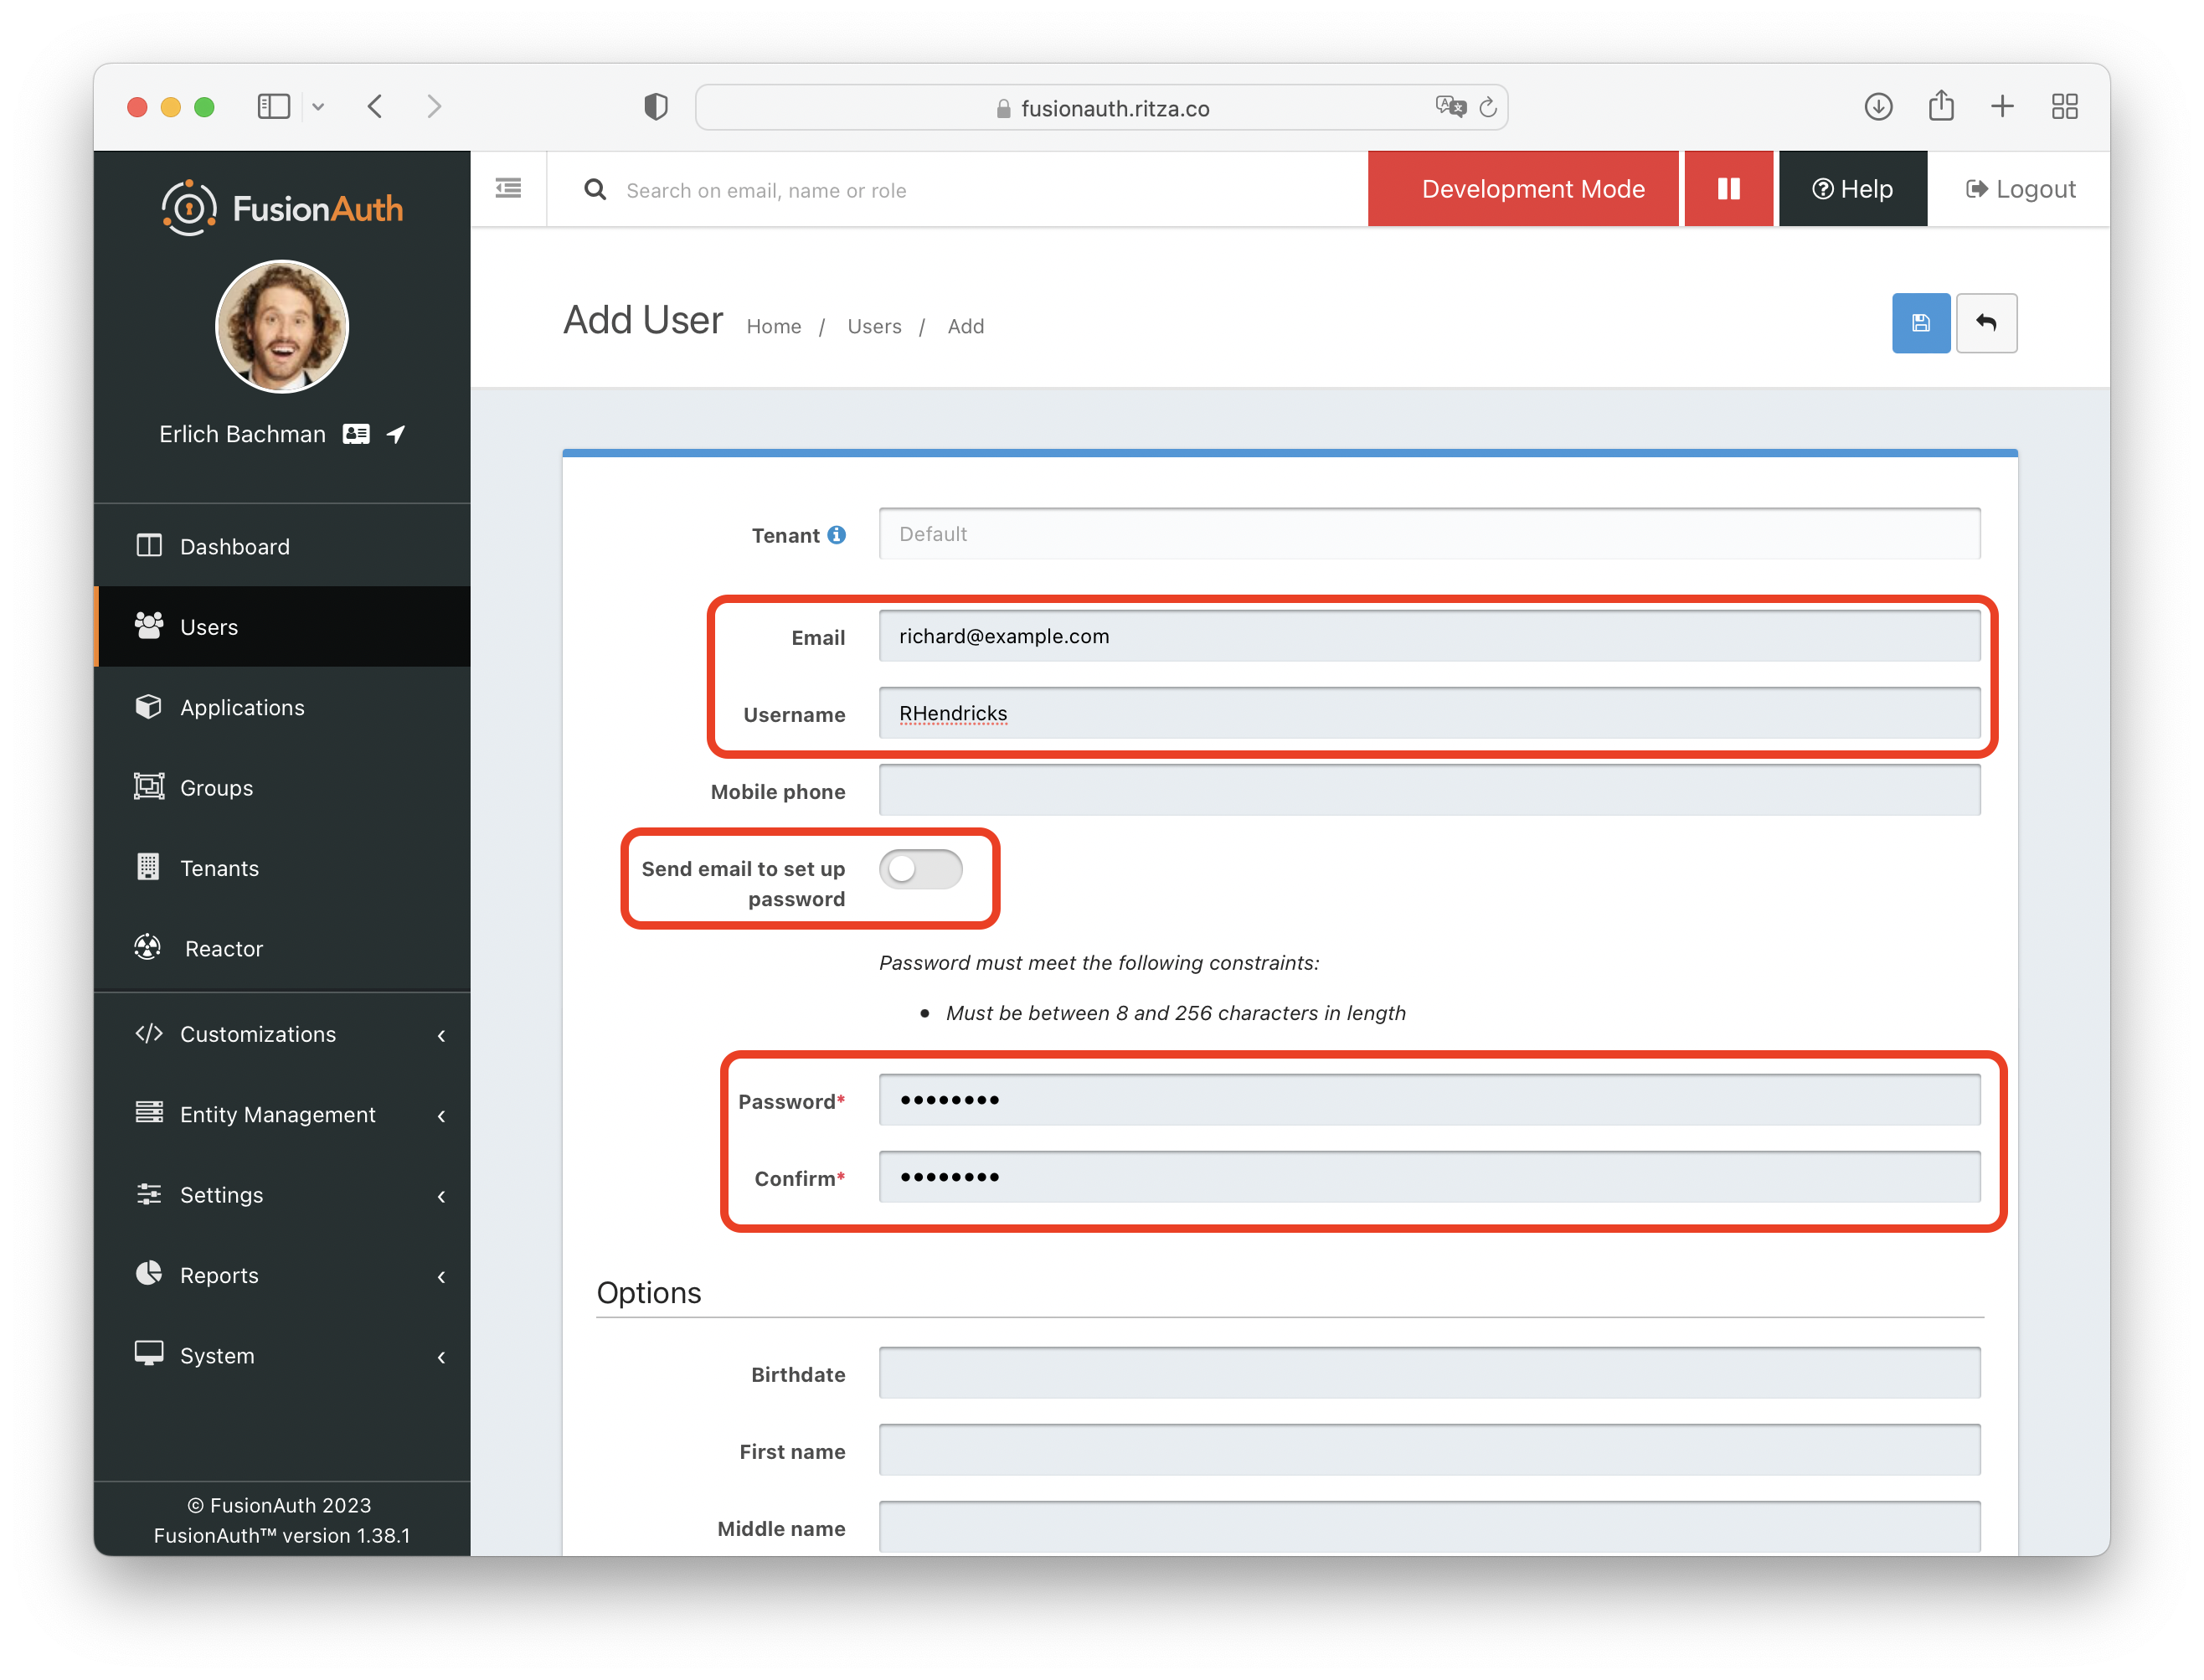 fusionauth.ritza.co
FusionAuth
Search on email, name or role
Development Mode
Help
Logout
Erlich Bachman
Dashboard
Users
Applications
Groups
Tenants
Reactor
Customizations
Entity Management
Settings
Reports
System
© FusionAuth 2023
FusionAuth™ version 1.38.1
Add User
Home / Users / Add
Tenant Default
Email richard@example.com
Username RHendricks
Mobile phone
Send email to set up
password
Password must meet the following constraints:
• Must be between 8 and 256 characters in length
Password* ••••••••
Confirm* ••••••••
Options
Birthdate
First name
Middle name